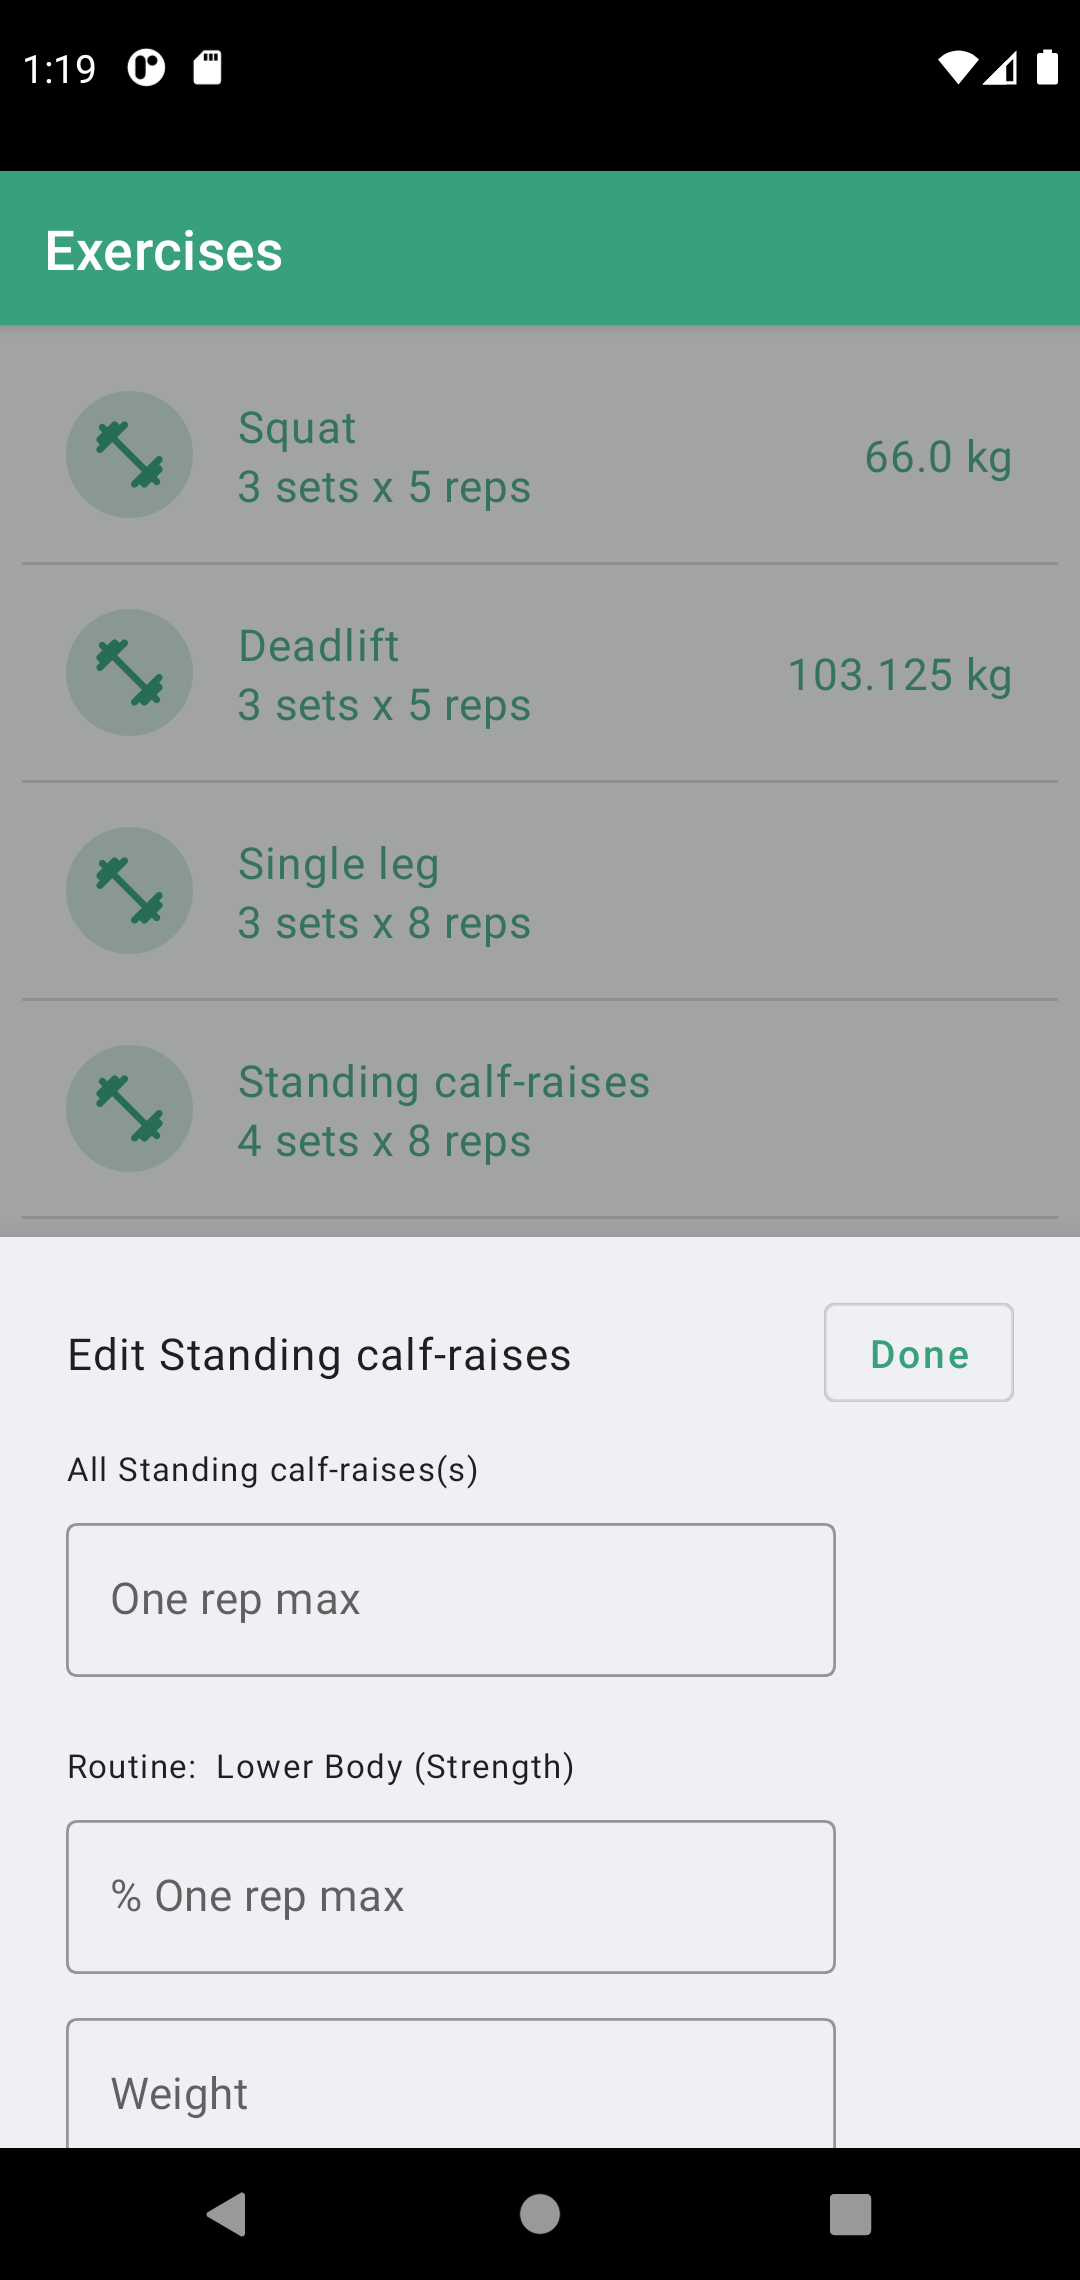 1:19
Exercises
Squat
3 sets x 5 reps
66.0 kg
Deadlift
3 sets x 5 reps
103.125 kg
Single leg
3 sets x 8 reps
Standing calf-raises
4 sets x 8 reps
Edit Standing calf-raises
Done
All Standing calf-raises(s)
One rep max
Routine:  Lower Body (Strength)
% One rep max
Weight